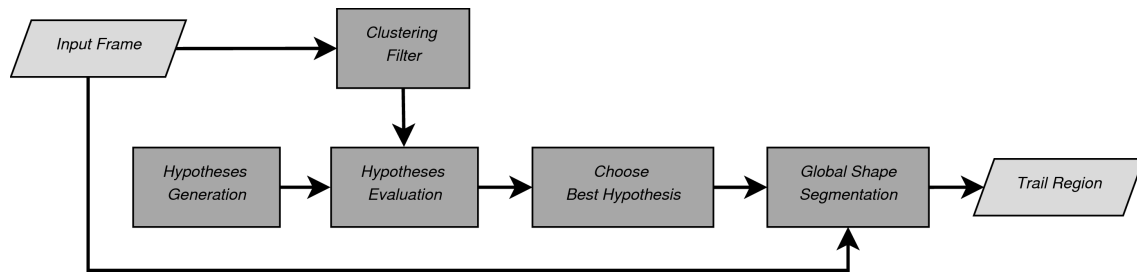 Input Frame
Clustering
Filter
Hypotheses
Generation
Hypotheses
Evaluation
Choose
Best Hypothesis
Global Shape
Segmentation
Trail Region